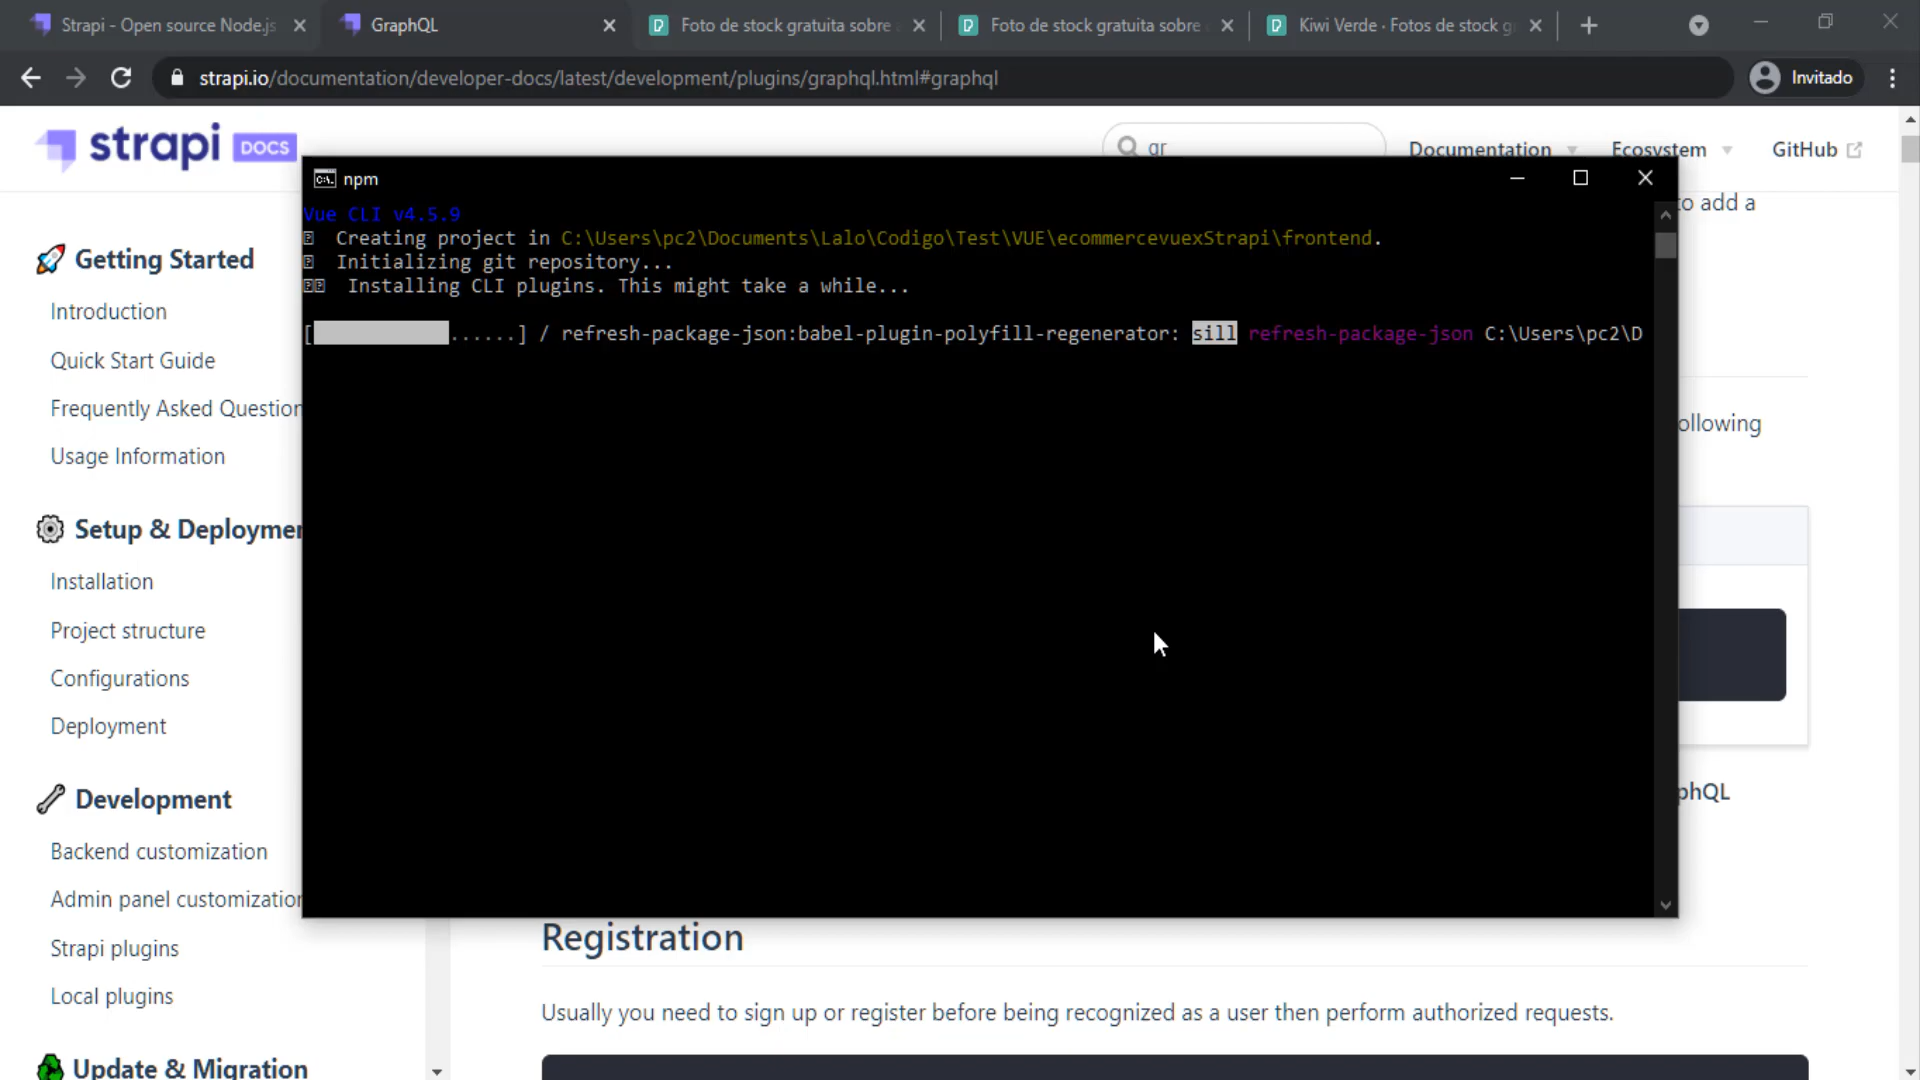 Strapi - Open source Node.js
GraphQL
Foto de stock gratuita sobre a
Foto de stock gratuita sobre
Kiwi Verde · Fotos de stock g
strapi.io/documentation/developer-docs/latest/development/plugins/graphql.html#graphql
Invitado
strapi DOCS
gr
Documentation
Ecosystem
GitHub
to add a
npm
Vue CLI v4.5.9
Creating project in C:\Users\pc2\Documents\Lalo\Codigo\Test\VUE\ecommercevuexStrapi\frontend.
Initializing git repository...
Installing CLI plugins. This might take a while...
[ ......] / refresh-package-json:babel-plugin-polyfill-regenerator: sill refresh-package-json C:\Users\pc2\D
Getting Started
Introduction
Quick Start Guide
Frequently Asked Question
Usage Information
ollowing
Setup & Deploymen
Installation
Project structure
Configurations
Deployment
phQL
Development
Backend customization
Admin panel customization
Strapi plugins
Local plugins
Update & Migration
Registration
Usually you need to sign up or register before being recognized as a user then perform authorized requests.